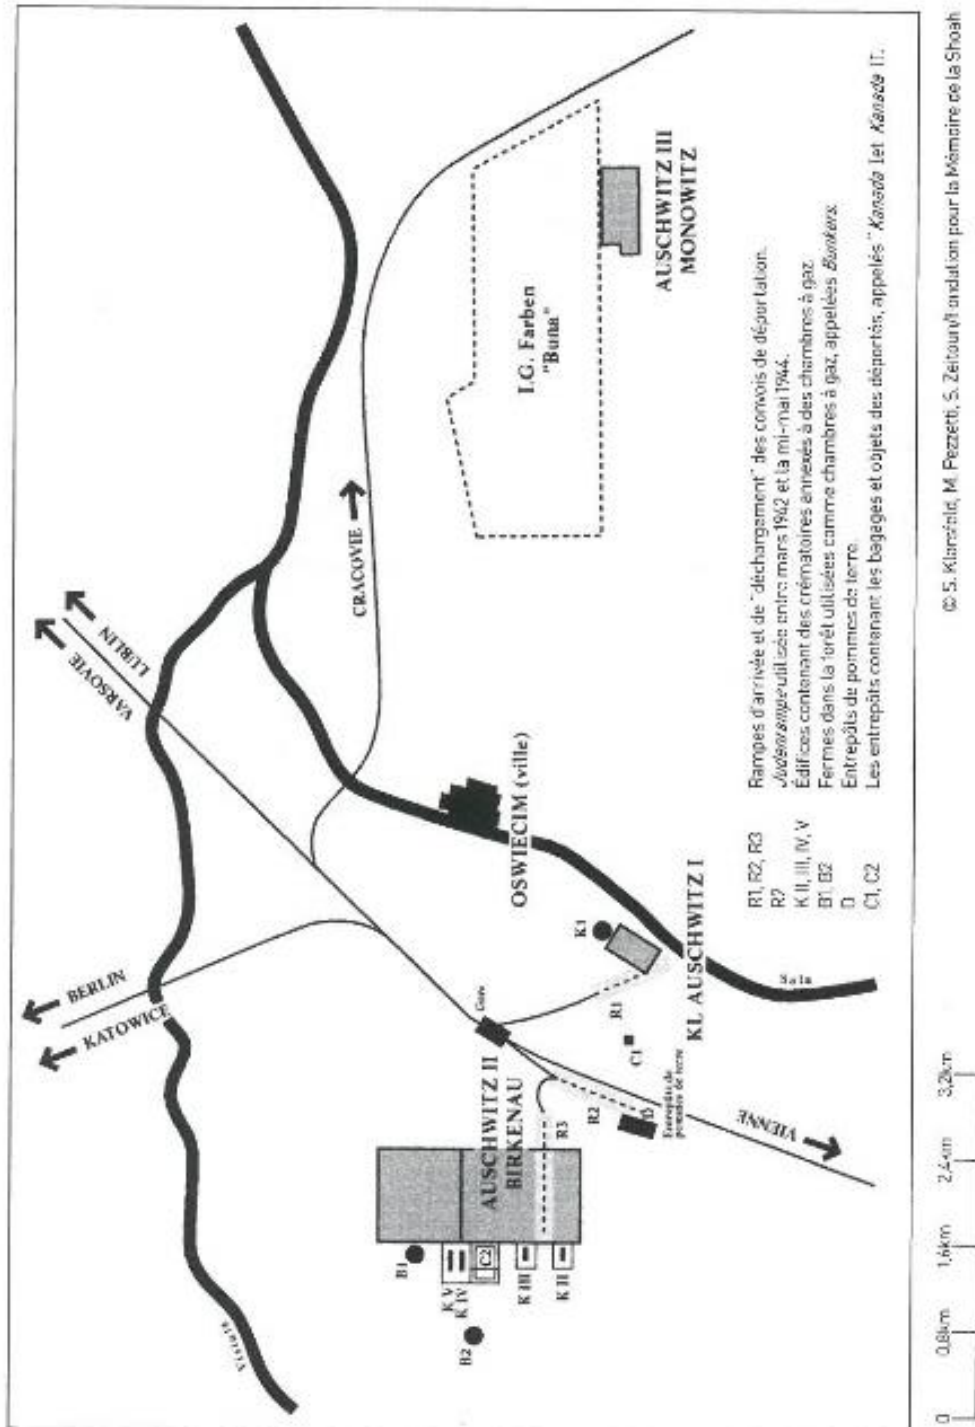 VARSOVIE
LUBLIN
BERLIN
KATOWICE
CRACOVIE
Vistule
I.G. Farben
"Buna"
AUSCHWITZ III
MONOWITZ
OSWIECIM (ville)
Gare
AUSCHWITZ II
BIRKENAU
B1
B2
K V
K IV
C2
K III
K II
R3
R2
D
Entrepôts de
pommes de terre
VIENNE
R1
C1
K1
KL AUSCHWITZ I
Sola
R1, R2, R3 Rampes d'arrivée et de "déchargement" des convois de déportation.
R2 Judenrampe utilisée entre mars 1942 et la mi-mai 1944.
K II, III, IV, V Édifices contenant des crématoires annexés à des chambres à gaz.
B1, B2 Fermes dans la forêt utilisées comme chambres à gaz, appelées Bunkers.
D Entrepôts de pommes de terre.
C1, C2 Les entrepôts contenant les bagages et objets des déportés, appelés "Kanada I et Kanada II.
0 0,8km 1,6km 2,4km 3,2km
© S. Klarsfeld, M. Pezzetti, S. Zeitoun/Fondation pour la Mémoire de la Shoah